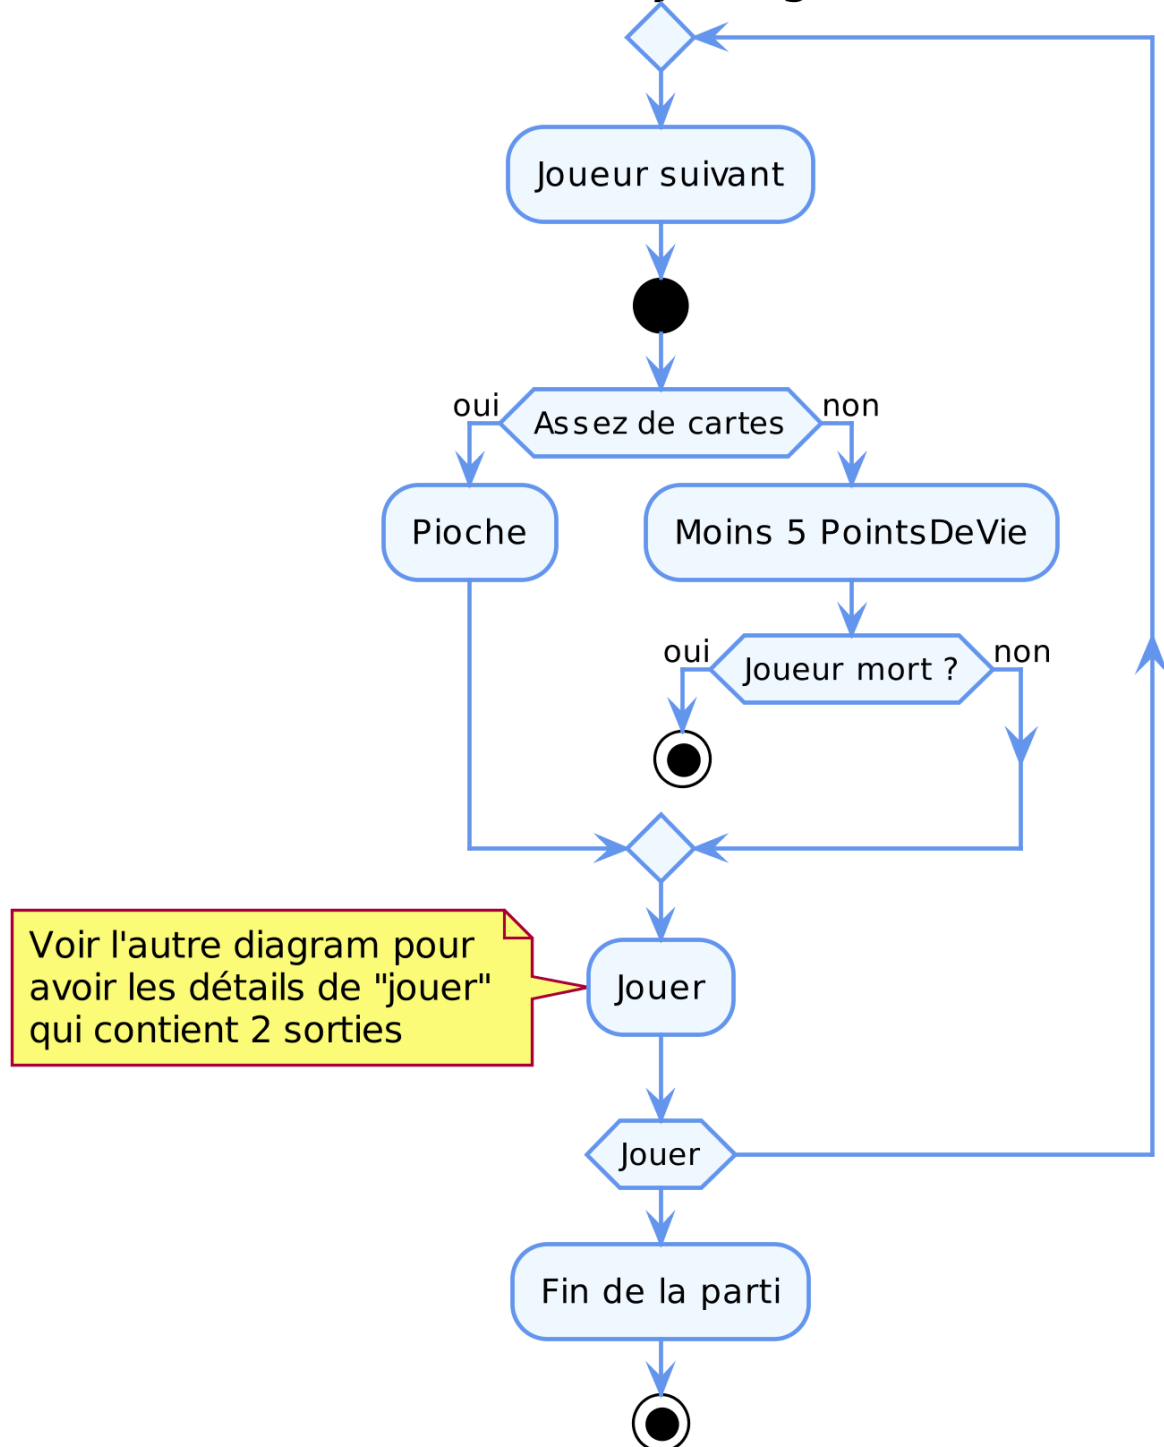 Joueur suivant
oui
Assez de cartes
non
Pioche
Moins 5 PointsDeVie
oui
Joueur mort ?
non
Voir l'autre diagram pour
avoir les détails de "jouer"
qui contient 2 sorties
Jouer
Jouer
Fin de la parti